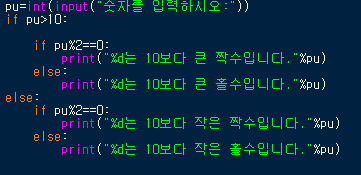 pu=int(input("숫자를 입력하시오:"))
if pu>10:
if pu%2==0:
print("%d는 10보다 큰 짝수입니다."%pu)
else:
print("%d는 10보다 큰 홀수입니다."%pu)
else:
if pu%2==0:
print("%d는 10보다 작은 짝수입니다."%pu)
else:
print("%d는 10보다 작은 홀수입니다."%pu)